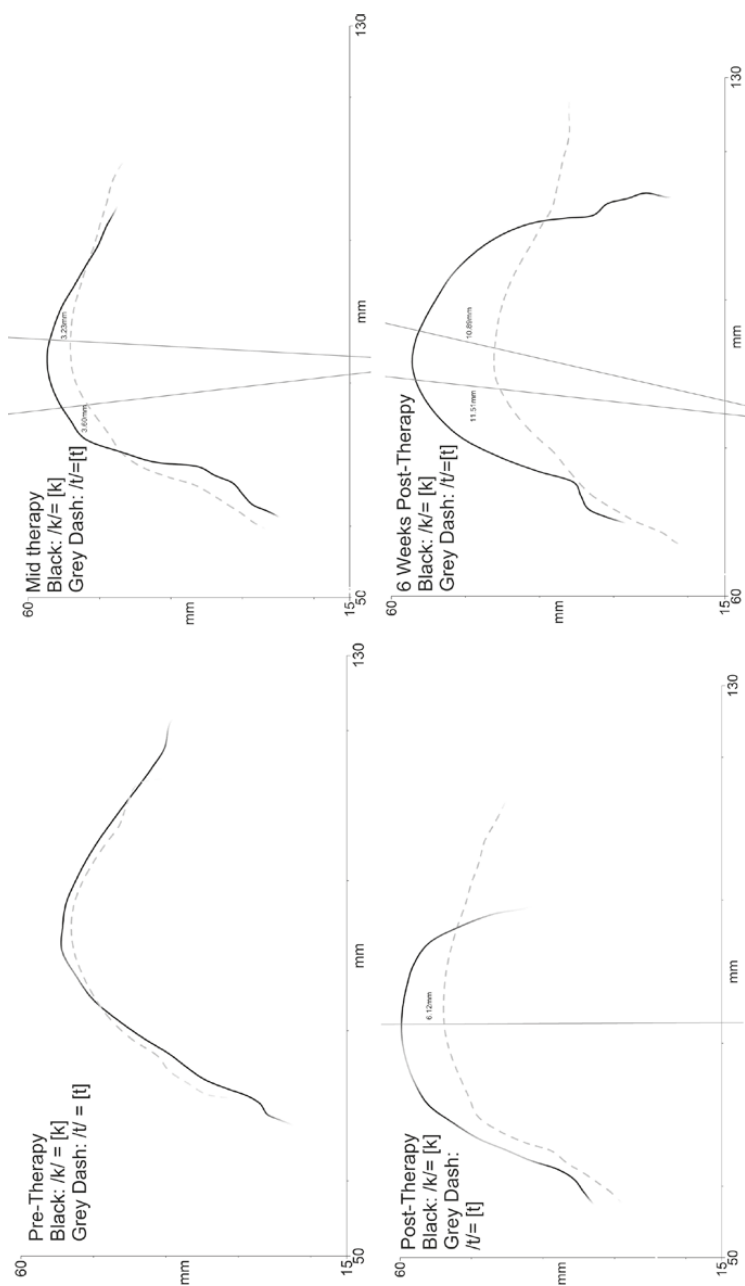 Pre-Therapy
Black: /k/ = [k]
Grey Dash: /t/ = [t]
60
mm
15
50
mm
130
Mid therapy
Black: /k/= [k]
Grey Dash: /t/=[t]
3.60mm
3.23mm
60
mm
15
50
mm
130
Post-Therapy
Black: /k/= [k]
Grey Dash:
/t/= [t]
6.12mm
60
mm
15
50
mm
130
6 Weeks Post-Therapy
Black: /k/= [k]
Grey Dash: /t/=[t]
11.51mm
10.89mm
60
mm
15
60
mm
130